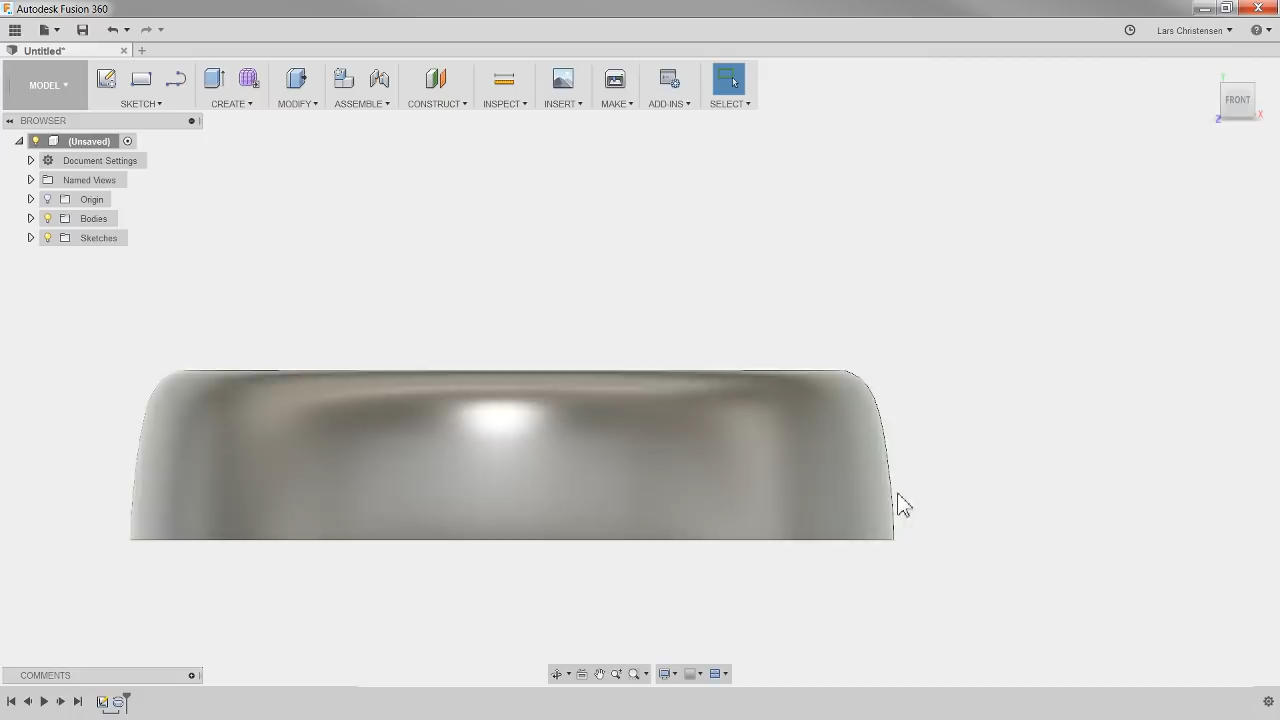 Autodesk Fusion 360
Lars Christensen
Untitled*
MODEL
SKETCH
CREATE
MODIFY
ASSEMBLE
CONSTRUCT
INSPECT
INSERT
MAKE
ADD-INS
SELECT
FRONT
Y
Z
X
BROWSER
(Unsaved)
Document Settings
Named Views
Origin
Bodies
Sketches
COMMENTS